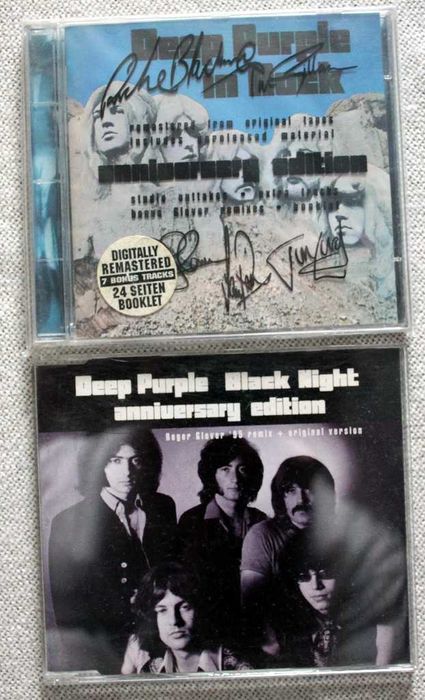 Deep Purple
in Rock
remastered from original tapes
includes unreleased material
anniversary edition
studio outtakes
bonus Glover remixes
DIGITALLY
REMASTERED
7 BONUS TRACKS
24 SEITEN
BOOKLET
Deep Purple Black Night
anniversary edition
Roger Glover '95 remix + original version